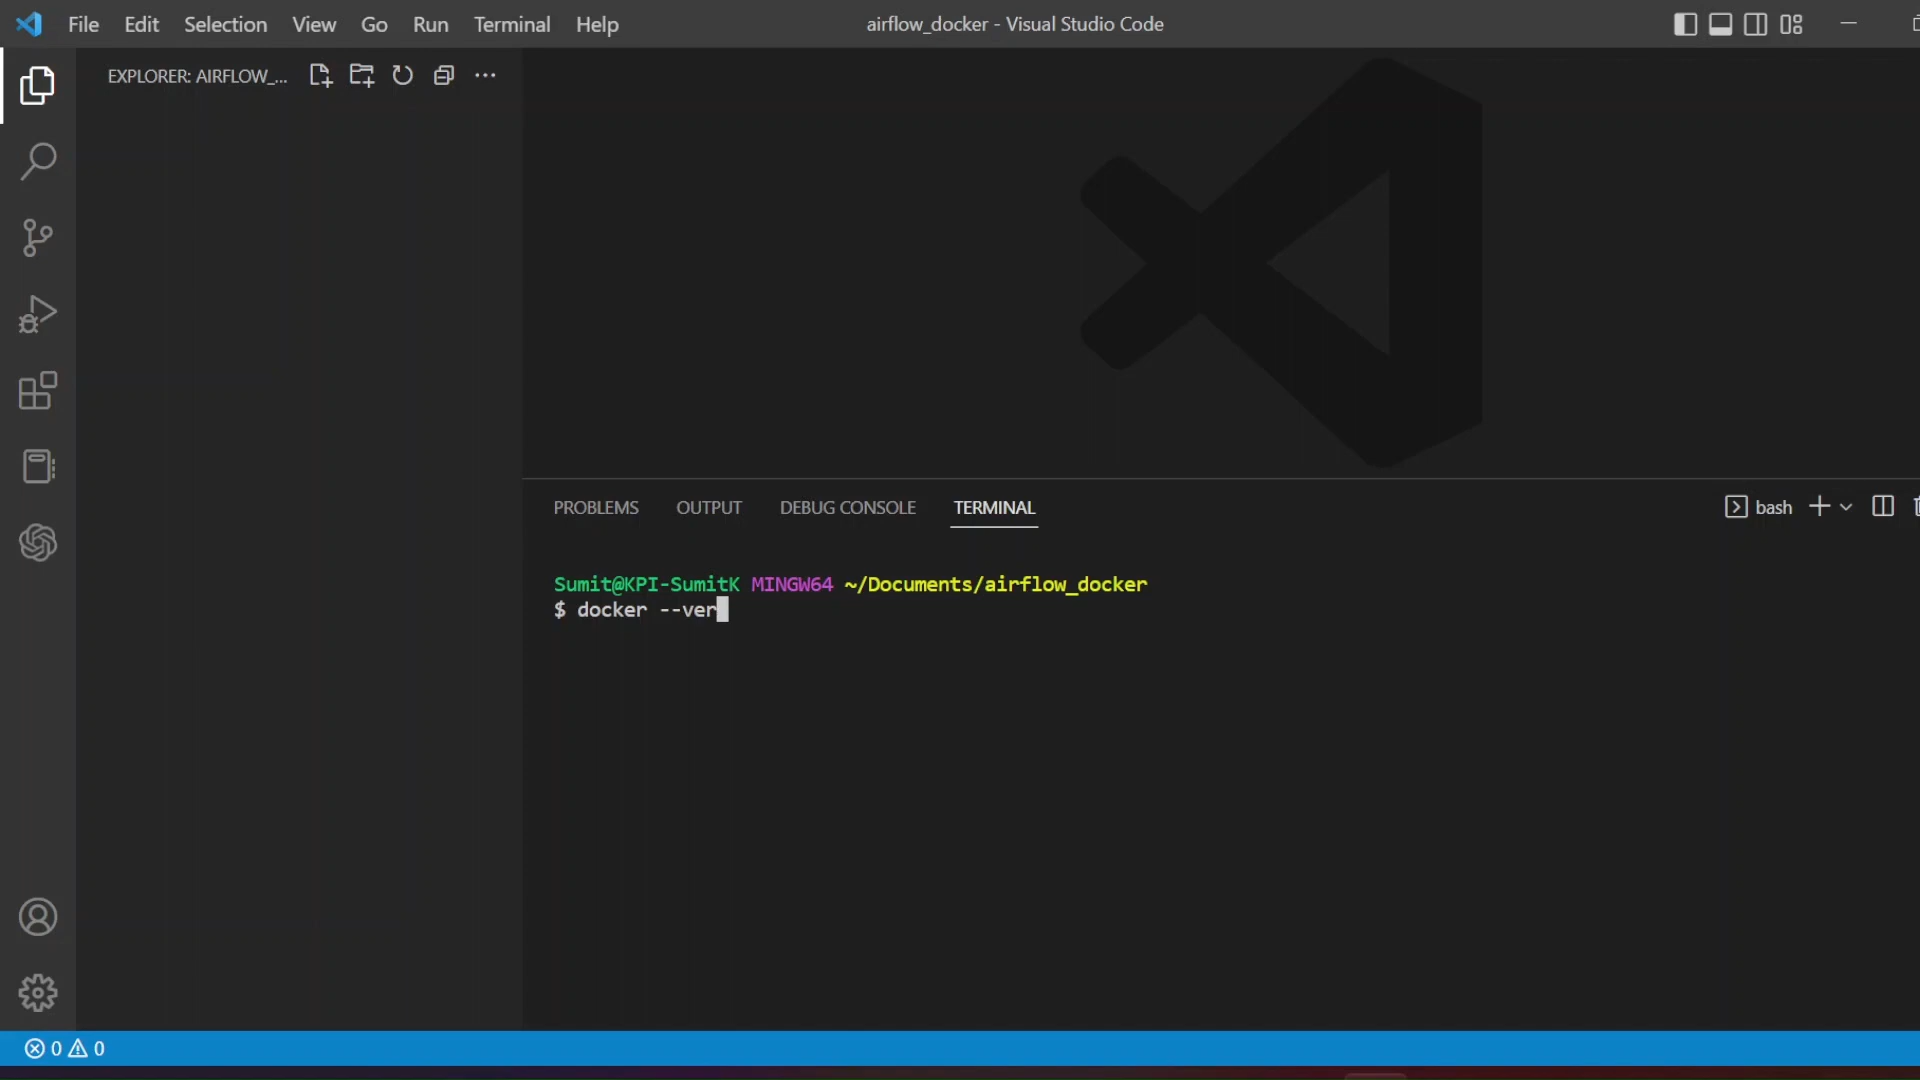 File Edit Selection View Go Run Terminal Help
airflow_docker - Visual Studio Code
EXPLORER: AIRFLOW_...
PROBLEMS OUTPUT DEBUG CONSOLE TERMINAL
bash
Sumit@KPI-SumitK MINGW64 ~/Documents/airflow_docker
$ docker --ver
0 0